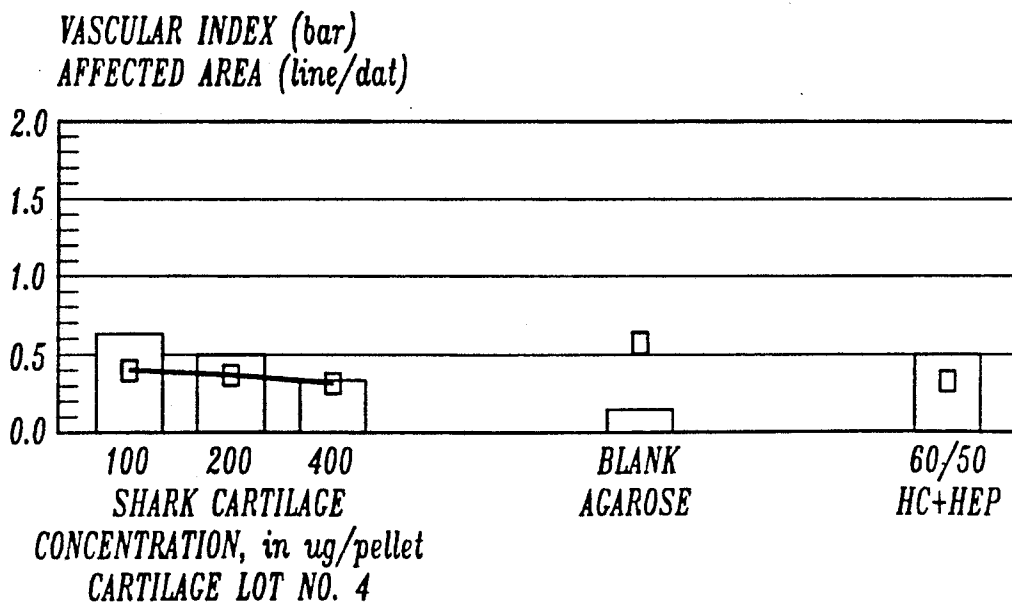 VASCULAR INDEX (bar)
AFFECTED AREA (line/dat)
2.0
1.5
1.0
0.5
0.0
100 200 400 BLANK 60/50
SHARK CARTILAGE AGAROSE HC+HEP
CONCENTRATION, in ug/pellet
CARTILAGE LOT NO. 4